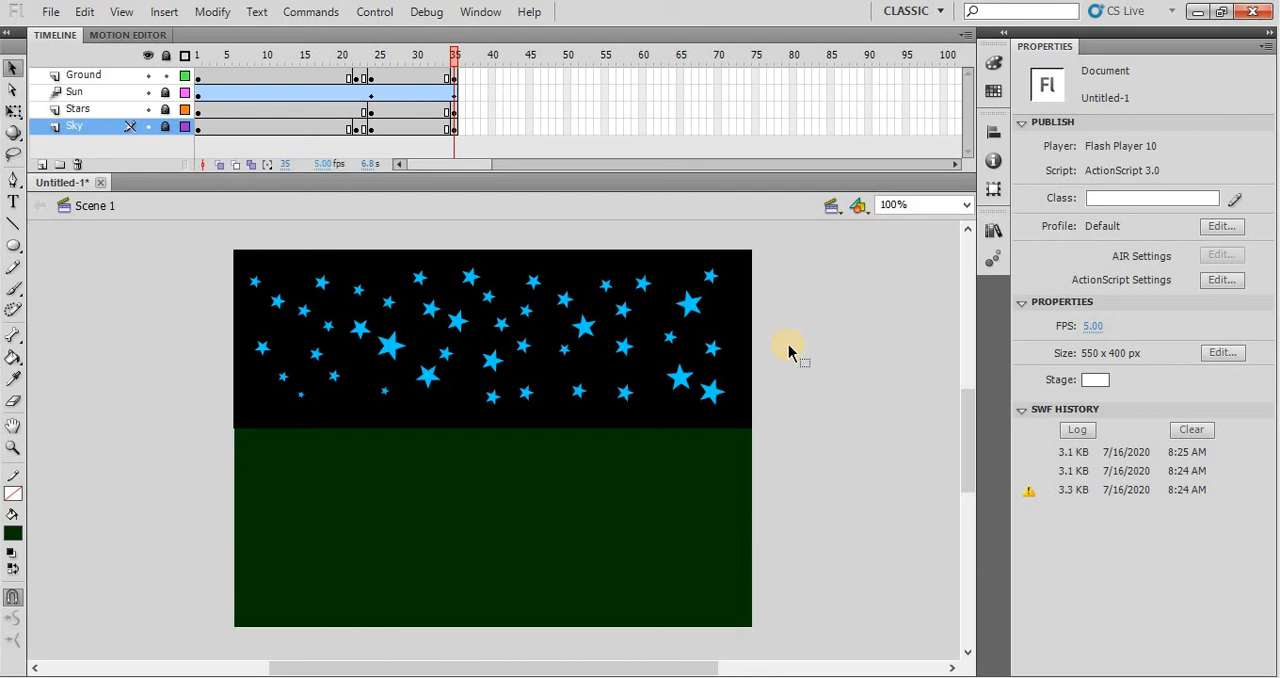 Fl File Edit View Insert Modify Text Commands Control Debug Window Help CLASSIC CS Live
TIMELINE MOTION EDITOR
1 5 10 15 20 25 30 35 40 45 50 55 60 65 70 75 80 85 90 95 100
Ground
Sun
Stars
Sky
35 5.00 fps 6.8 s
Untitled-1*
Scene 1
100%
PROPERTIES
Fl
Document
Untitled-1
PUBLISH
Player: Flash Player 10
Script: ActionScript 3.0
Class:
Profile: Default Edit...
AIR Settings Edit...
ActionScript Settings Edit...
PROPERTIES
FPS: 5.00
Size: 550 x 400 px Edit...
Stage:
SWF HISTORY
Log Clear
3.1 KB 7/16/2020 8:25 AM
3.1 KB 7/16/2020 8:24 AM
3.3 KB 7/16/2020 8:24 AM
T